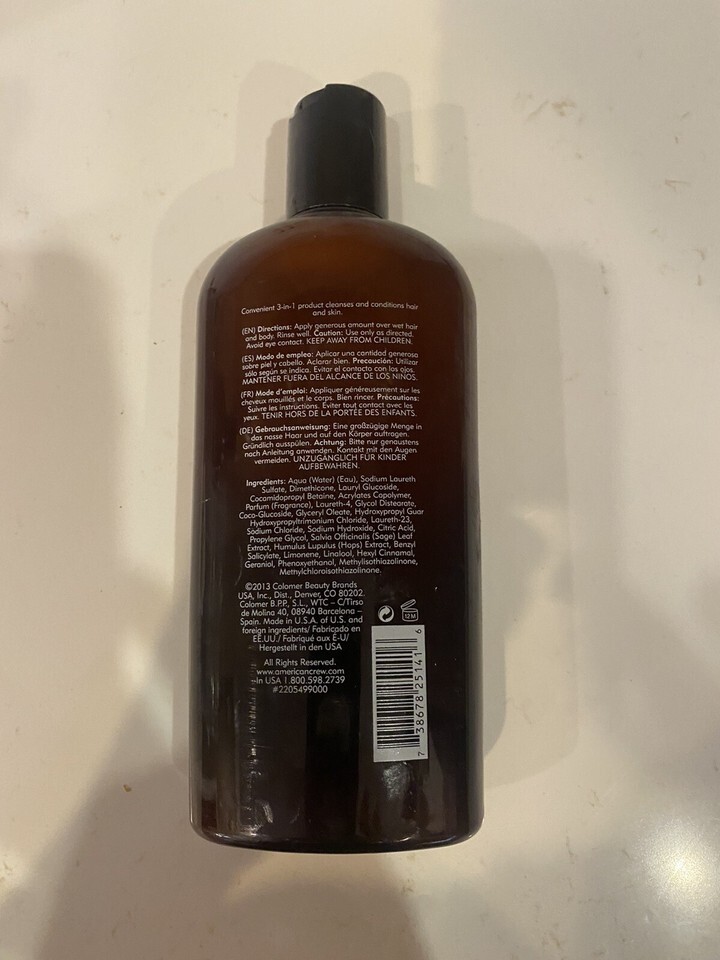 Convenient 3-in-1 product cleanses and conditions hair
and skin.
(EN) Directions: Apply generous amount over wet hair
and body. Rinse well. Caution: Use only as directed.
Avoid eye contact. KEEP AWAY FROM CHILDREN.
(ES) Modo de empleo: Aplicar una cantidad generosa
sobre piel y cabello. Aclarar bien. Precaución: Utilizar
sólo según se indica. Evitar el contacto con los ojos.
MANTENER FUERA DEL ALCANCE DE LOS NIÑOS.
(FR) Mode d'emploi: Appliquer généreusement sur les
cheveux mouillés et le corps. Bien rincer. Précautions:
Suivre les instructions. Éviter tout contact avec les
yeux. TENIR HORS DE LA PORTÉE DES ENFANTS.
(DE) Gebrauchsanweisung: Eine großzügige Menge in
das nasse Haar und auf den Körper auftragen.
Gründlich ausspülen. Achtung: Bitte nur genauestens
nach Anleitung anwenden. Kontakt mit den Augen
vermeiden. UNZUGÄNGLICH FÜR KINDER
AUFBEWAHREN.
Ingredients: Aqua (Water) (Eau), Sodium Laureth
Sulfate, Dimethicone, Lauryl Glucoside,
Cocamidopropyl Betaine, Acrylates Copolymer,
Parfum (Fragrance), Laureth-4, Glycol Distearate,
Coco-Glucoside, Glyceryl Oleate, Hydroxypropyl Guar
Hydroxypropyltrimonium Chloride, Laureth-23,
Sodium Chloride, Sodium Hydroxide, Citric Acid,
Propylene Glycol, Salvia Officinalis (Sage) Leaf
Extract, Humulus Lupulus (Hops) Extract, Benzyl
Salicylate, Limonene, Linalool, Hexyl Cinnamal,
Geraniol, Phenoxyethanol, Methylisothiazolinone,
Methylchloroisothiazolinone.
©2013 Colomer Beauty Brands
USA, Inc., Dist., Denver, CO 80202.
Colomer B.P.P., S.L., WTC – C/Tirso
de Molina 40, 08940 Barcelona –
Spain. Made in U.S.A. of U.S. and
foreign ingredients/ Fabricado en
EE.UU./ Fabriqué aux É-U/
Hergestellt in den USA
All Rights Reserved.
www.americancrew.com
In USA 1.800.598.2739
#2205499000
12M
7 38678 25141 6